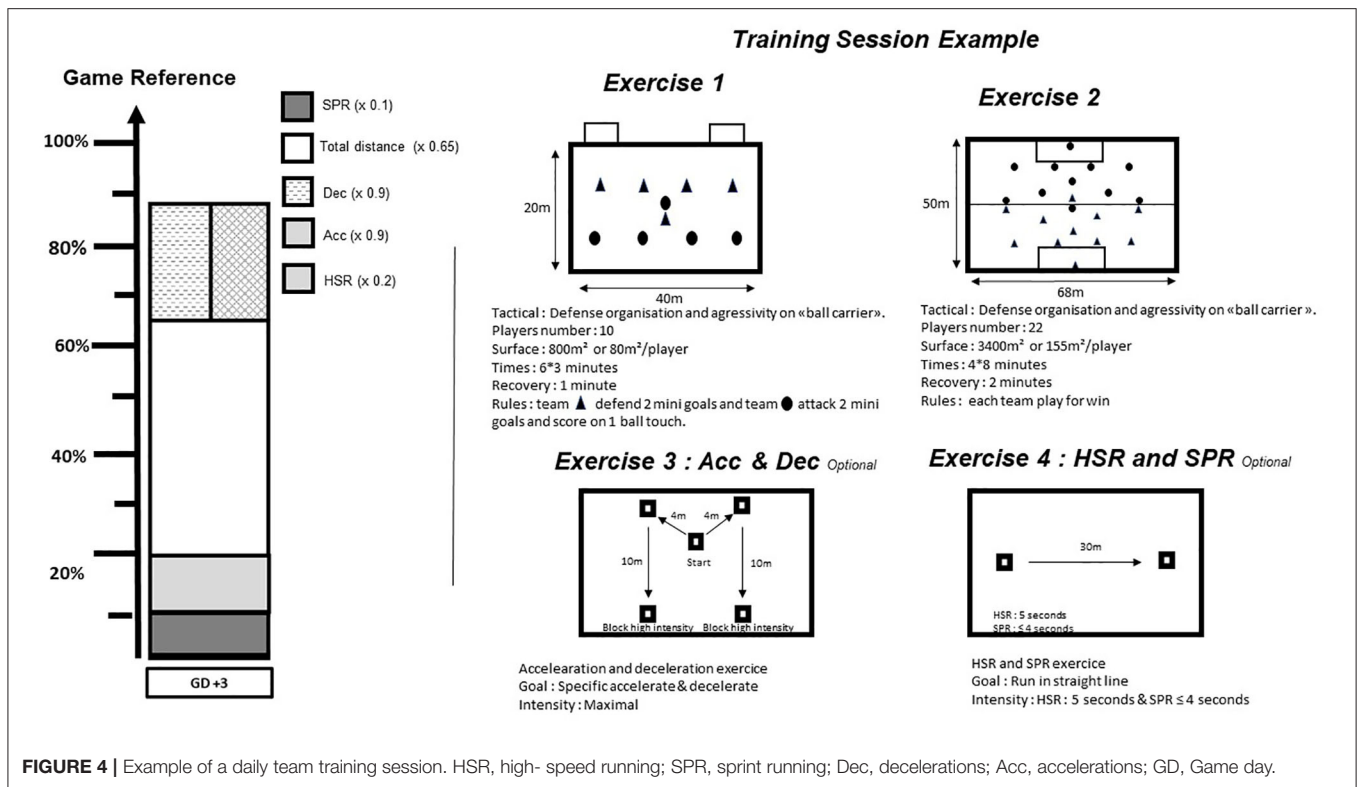 Training Session Example
Game Reference
100%
80%
60%
40%
20%
GD +3
SPR (x 0.1)
Total distance (x 0.65)
Dec (x 0.9)
Acc (x 0.9)
HSR (x 0.2)
Exercise 1
20m
40m
Tactical : Defense organisation and agressivity on «ball carrier».
Players number : 10
Surface : 800m² or 80m²/player
Times : 6*3 minutes
Recovery : 1 minute
Rules : team ▲ defend 2 mini goals and team ● attack 2 mini
goals and score on 1 ball touch.
Exercise 2
50m
68m
Tactical : Defense organisation and agressivity on «ball carrier».
Players number : 22
Surface : 3400m² or 155m²/player
Times : 4*8 minutes
Recovery : 2 minutes
Rules : each team play for win
Exercise 3 : Acc & Dec Optional
4m 4m
Start
10m 10m
Block high intensity Block high intensity
Accelearation and deceleration exercice
Goal : Specific accelerate & decelerate
Intensity : Maximal
Exercise 4 : HSR and SPR Optional
30m
HSR : 5 seconds
SPR : ≤ 4 seconds
HSR and SPR exercice
Goal : Run in straight line
Intensity : HSR : 5 seconds & SPR ≤ 4 seconds
FIGURE 4 | Example of a daily team training session. HSR, high- speed running; SPR, sprint running; Dec, decelerations; Acc, accelerations; GD, Game day.